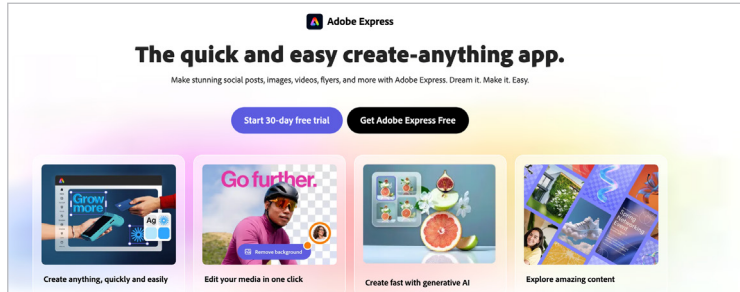 Adobe Express
The quick and easy create-anything app.
Make stunning social posts, images, videos, flyers, and more with Adobe Express. Dream it. Make it. Easy.
Start 30-day free trial
Get Adobe Express Free
Grow
more
Ag
Go further.
Remove background
Spring
Networking
Event
Create anything, quickly and easily
Edit your media in one click
Create fast with generative AI
Explore amazing content